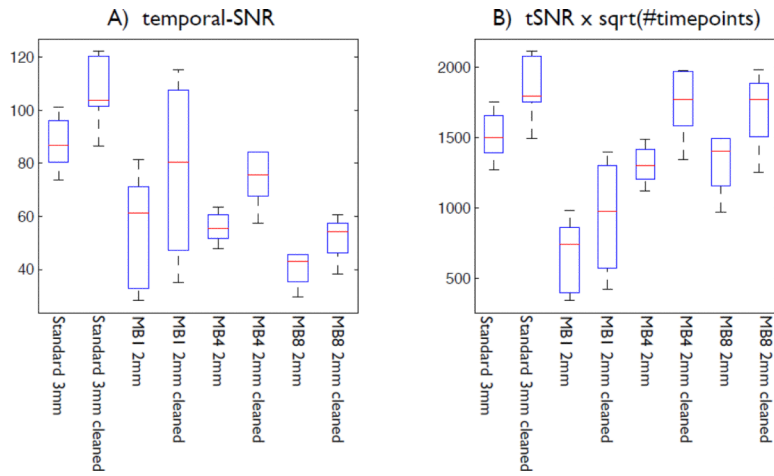 A) temporal-SNR
120
100
80
60
40
Standard 3mm
Standard 3mm cleaned
MB1 2mm
MB1 2mm cleaned
MB4 2mm
MB4 2mm cleaned
MB8 2mm
MB8 2mm cleaned
B) tSNR x sqrt(#timepoints)
2000
1500
1000
500
Standard 3mm
Standard 3mm cleaned
MB1 2mm
MB1 2mm cleaned
MB4 2mm
MB4 2mm cleaned
MB8 2mm
MB8 2mm cleaned